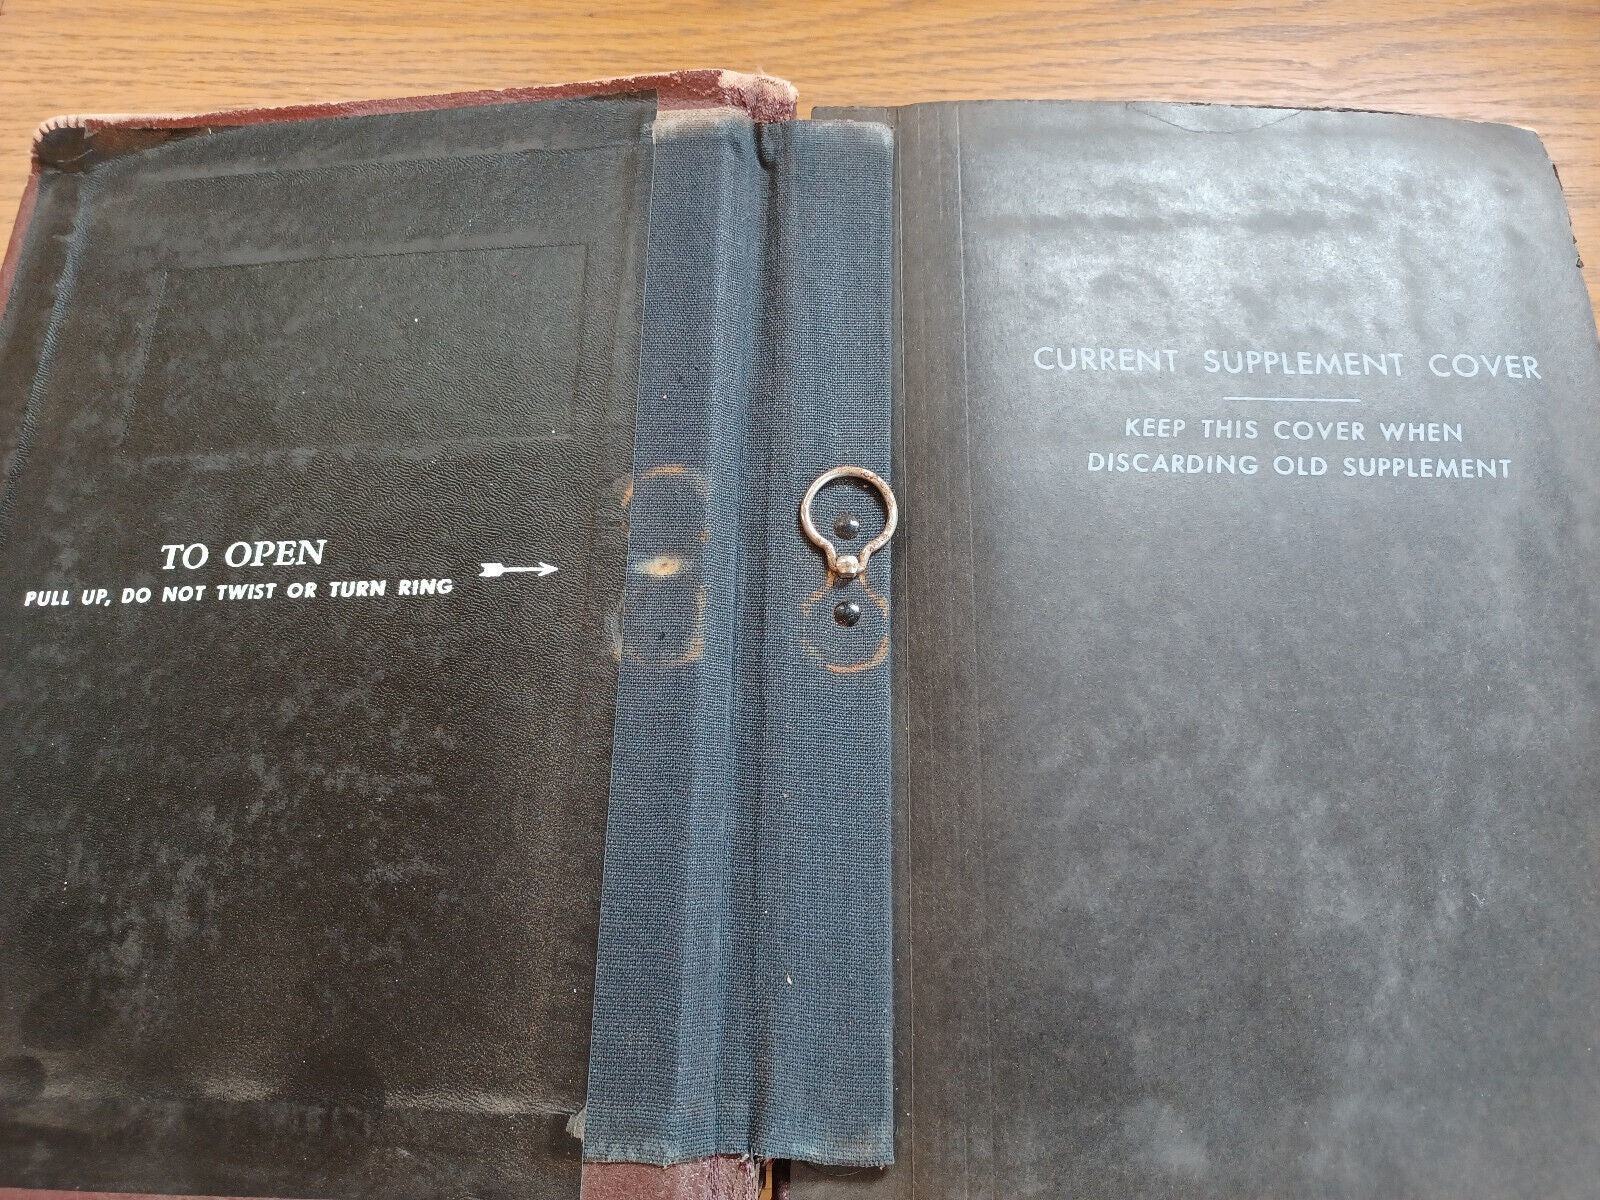 TO OPEN
PULL UP, DO NOT TWIST OR TURN RING
CURRENT SUPPLEMENT COVER
KEEP THIS COVER WHEN
DISCARDING OLD SUPPLEMENT